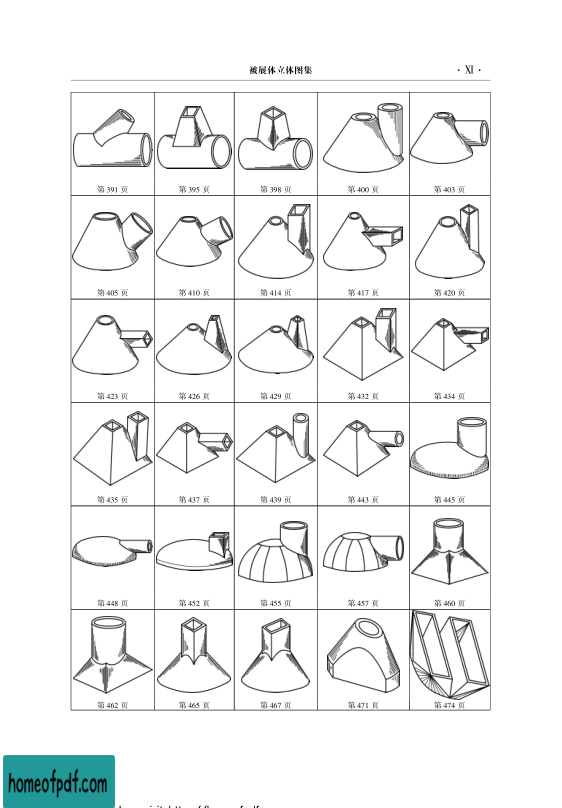 被展体立体图集 · XI ·
第 391 页 第 395 页 第 398 页 第 400 页 第 403 页
第 405 页 第 410 页 第 414 页 第 417 页 第 420 页
第 423 页 第 426 页 第 429 页 第 432 页 第 434 页
第 435 页 第 437 页 第 439 页 第 443 页 第 445 页
第 448 页 第 452 页 第 455 页 第 457 页 第 460 页
第 462 页 第 465 页 第 467 页 第 471 页 第 474 页
homeofpdf.com